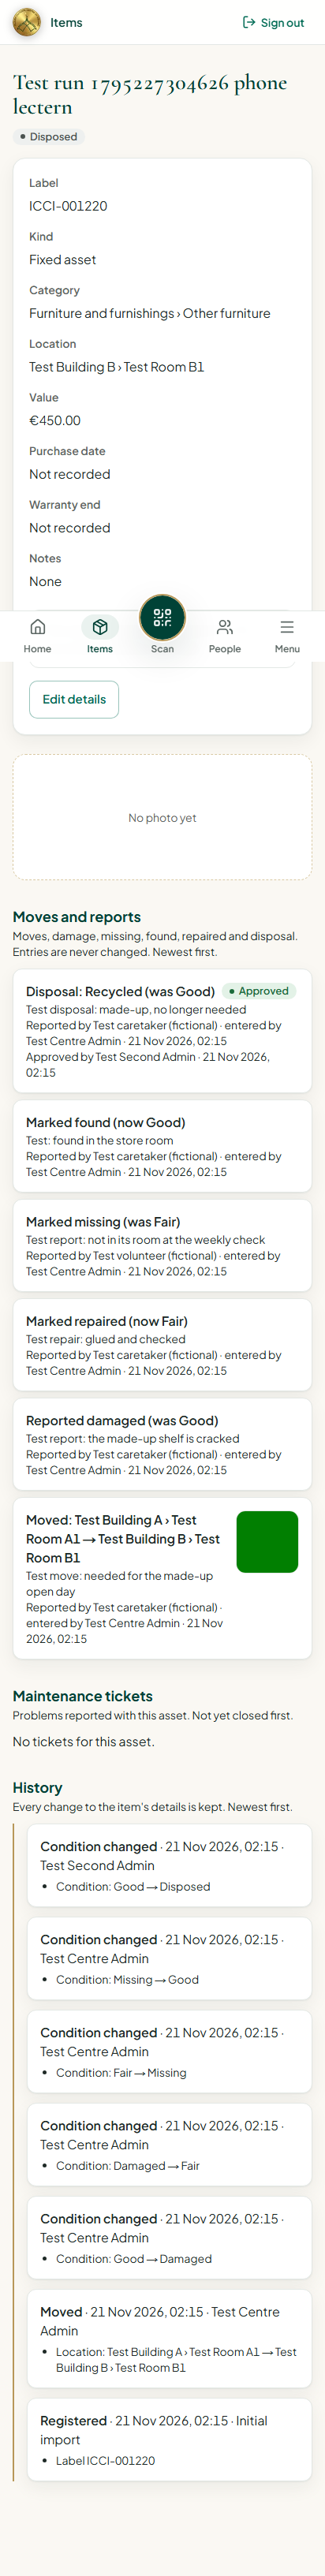 Items
Sign out
Test run 1795227304626 phone
lectern
Disposed
Label
ICCI-001220
Kind
Fixed asset
Category
Furniture and furnishings › Other furniture
Location
Test Building B › Test Room B1
Value
€450.00
Purchase date
Not recorded
Warranty end
Not recorded
Notes
None
Home
Items
Scan
People
Menu
Edit details
No photo yet
Moves and reports
Moves, damage, missing, found, repaired and disposal.
Entries are never changed. Newest first.
Disposal: Recycled (was Good)
Approved
Test disposal: made-up, no longer needed
Reported by Test caretaker (fictional) · entered by
Test Centre Admin · 21 Nov 2026, 02:15
Approved by Test Second Admin · 21 Nov 2026,
02:15
Marked found (now Good)
Test: found in the store room
Reported by Test caretaker (fictional) · entered by
Test Centre Admin · 21 Nov 2026, 02:15
Marked missing (was Fair)
Test report: not in its room at the weekly check
Reported by Test volunteer (fictional) · entered by
Test Centre Admin · 21 Nov 2026, 02:15
Marked repaired (now Fair)
Test repair: glued and checked
Reported by Test caretaker (fictional) · entered by
Test Centre Admin · 21 Nov 2026, 02:15
Reported damaged (was Good)
Test report: the made-up shelf is cracked
Reported by Test caretaker (fictional) · entered by
Test Centre Admin · 21 Nov 2026, 02:15
Moved: Test Building A › Test
Room A1 → Test Building B › Test
Room B1
Test move: needed for the made-up
open day
Reported by Test caretaker (fictional) ·
entered by Test Centre Admin · 21 Nov
2026, 02:15
Maintenance tickets
Problems reported with this asset. Not yet closed first.
No tickets for this asset.
History
Every change to the item's details is kept. Newest first.
Condition changed · 21 Nov 2026, 02:15 ·
Test Second Admin
• Condition: Good → Disposed
Condition changed · 21 Nov 2026, 02:15 ·
Test Centre Admin
• Condition: Missing → Good
Condition changed · 21 Nov 2026, 02:15 ·
Test Centre Admin
• Condition: Fair → Missing
Condition changed · 21 Nov 2026, 02:15 ·
Test Centre Admin
• Condition: Damaged → Fair
Condition changed · 21 Nov 2026, 02:15 ·
Test Centre Admin
• Condition: Good → Damaged
Moved · 21 Nov 2026, 02:15 · Test Centre
Admin
• Location: Test Building A › Test Room A1 → Test
Building B › Test Room B1
Registered · 21 Nov 2026, 02:15 · Initial
import
• Label ICCI-001220